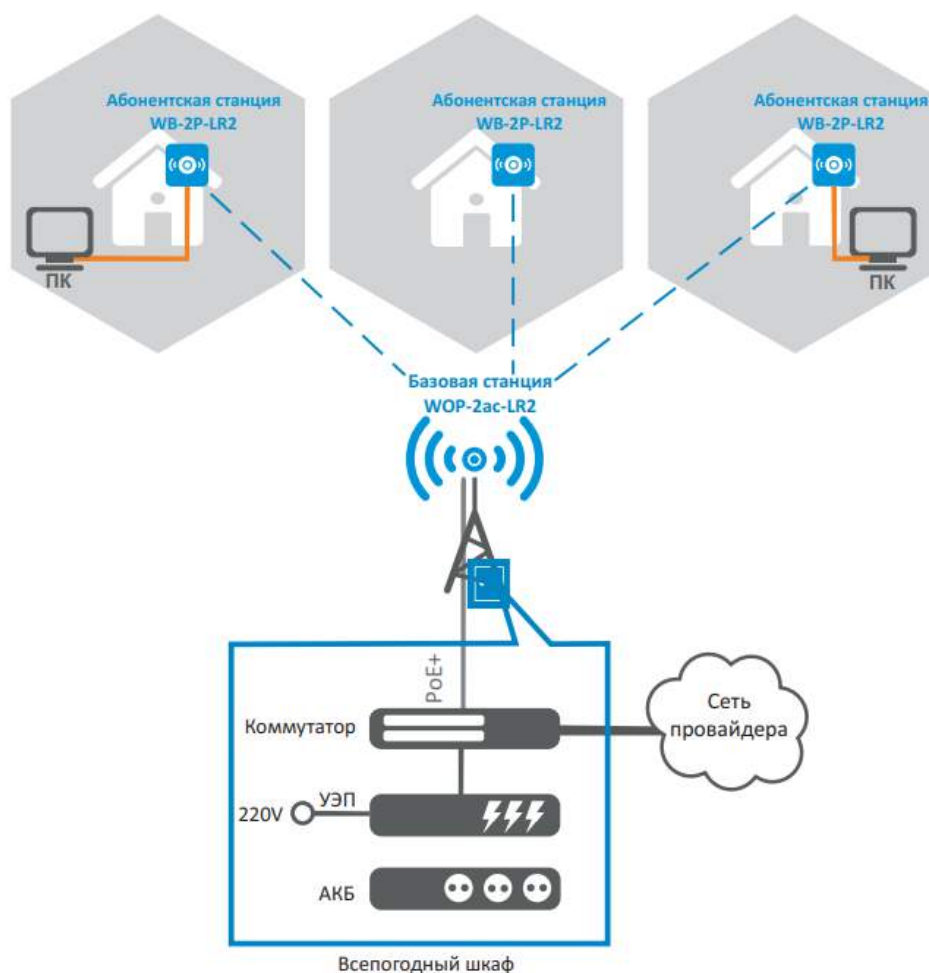 Абонентская станция
WB-2P-LR2
Абонентская станция
WB-2P-LR2
Абонентская станция
WB-2P-LR2
ПК
ПК
Базовая станция
WOP-2ac-LR2
PoE+
Коммутатор
Сеть
провайдера
220V
УЭП
АКБ
Всепогодный шкаф